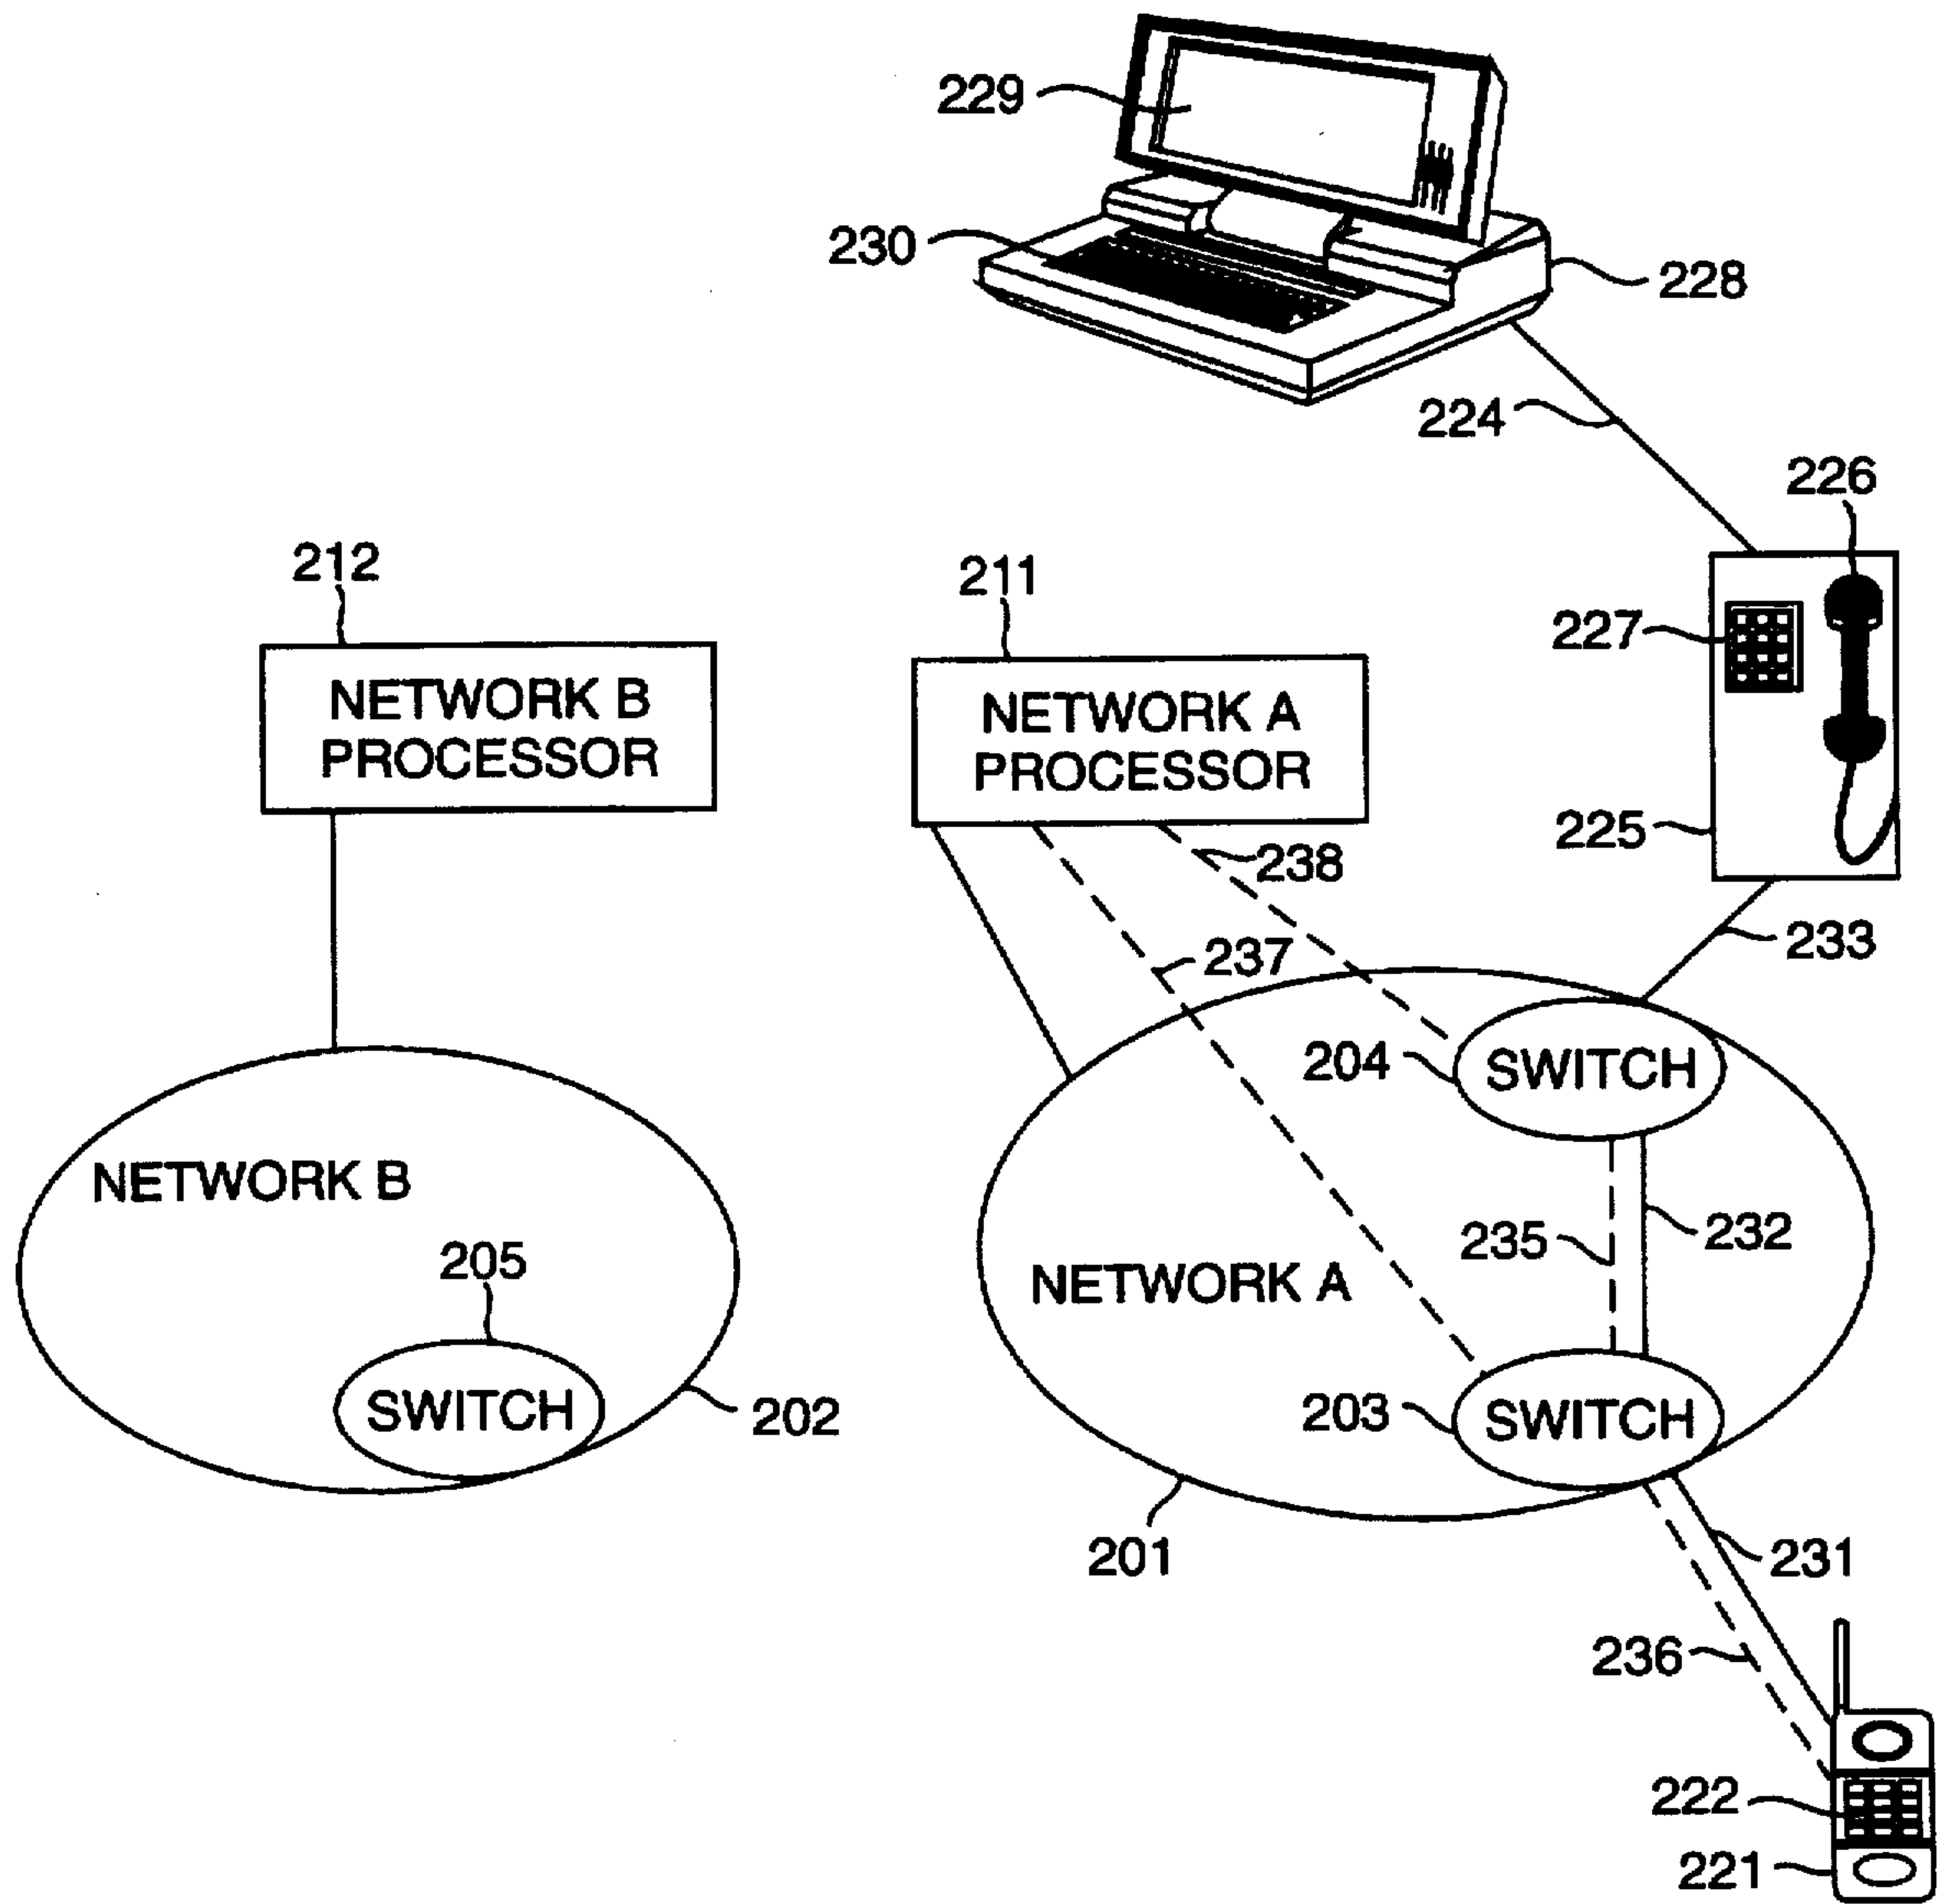 229
230
228
224
226
212
211
227
NETWORK B
PROCESSOR
NETWORK A
PROCESSOR
225
238
237
233
204
SWITCH
NETWORK B
235
232
205
NETWORK A
SWITCH
202
203
SWITCH
201
231
236
222
221